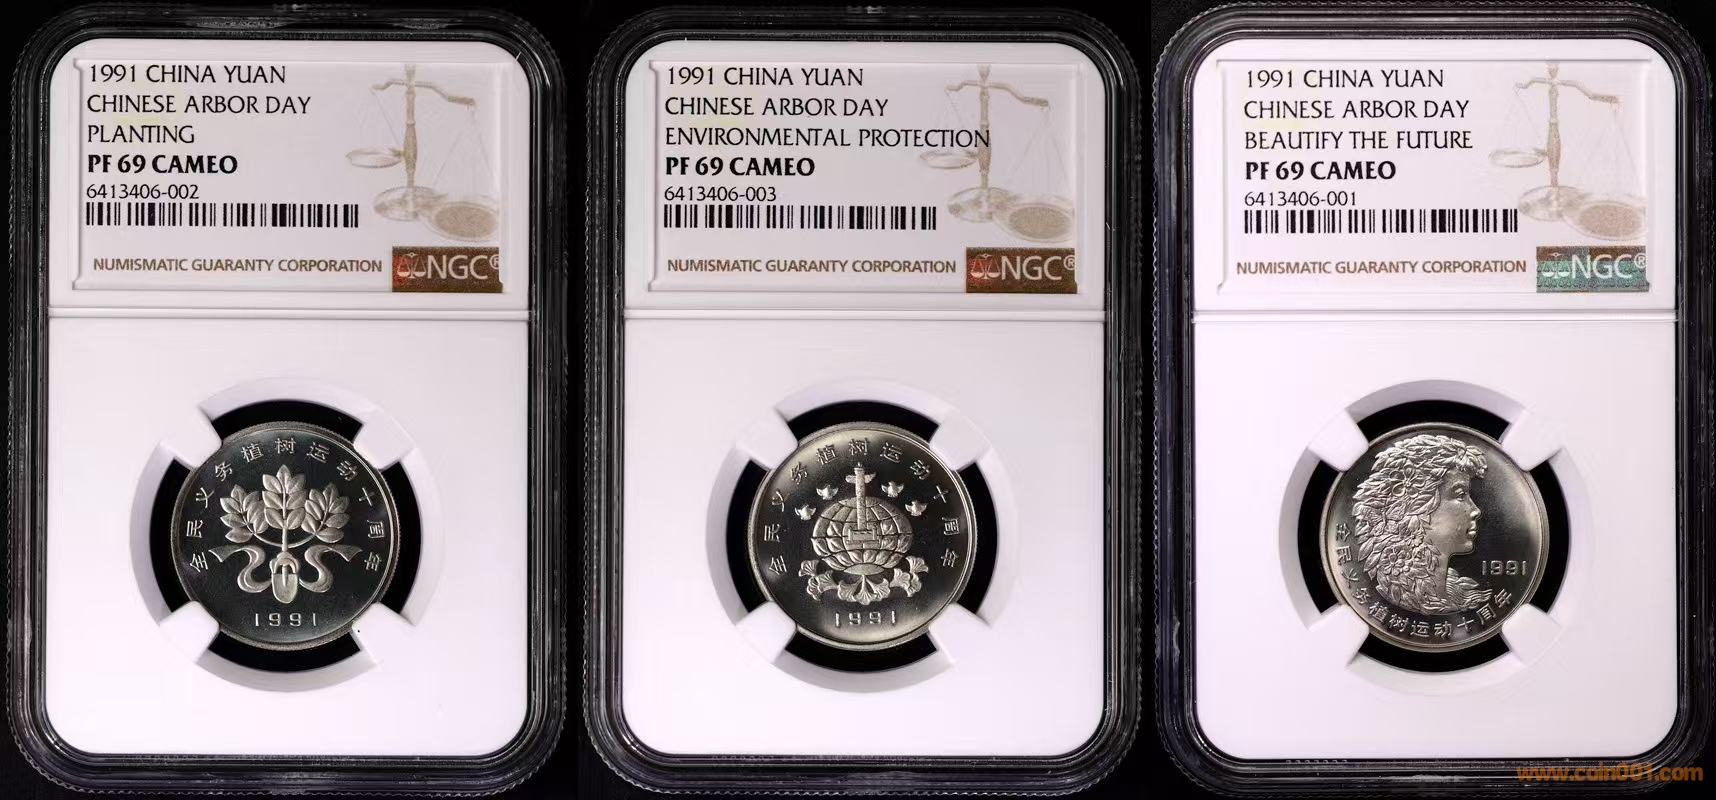 1991 CHINA YUAN
CHINESE ARBOR DAY
PLANTING
PF 69 CAMEO
6413406-002
NUMISMATIC GUARANTY CORPORATION
NGC®
全民义务植树运动十周年
1991
1991 CHINA YUAN
CHINESE ARBOR DAY
ENVIRONMENTAL PROTECTION
PF 69 CAMEO
6413406-003
NUMISMATIC GUARANTY CORPORATION
NGC®
全民义务植树运动十周年
1991
1991 CHINA YUAN
CHINESE ARBOR DAY
BEAUTIFY THE FUTURE
PF 69 CAMEO
6413406-001
NUMISMATIC GUARANTY CORPORATION
NGC®
1991
全民义务植树运动十周年
www.coin001.com